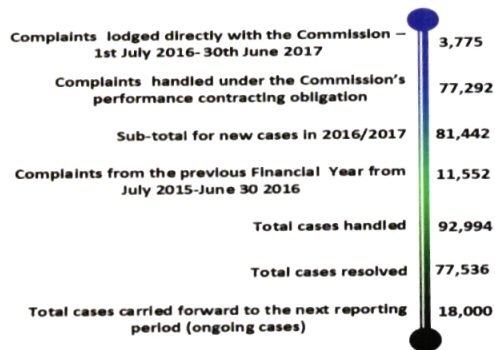 Complaints lodged directly with the Commission –
1st July 2016- 30th June 2017
3,775
Complaints handled under the Commission's
performance contracting obligation
77,292
Sub-total for new cases in 2016/2017
81,442
Complaints from the previous Financial Year from
July 2015-June 30 2016
11,552
Total cases handled
92,994
Total cases resolved
77,536
Total cases carried forward to the next reporting
period (ongoing cases)
18,000